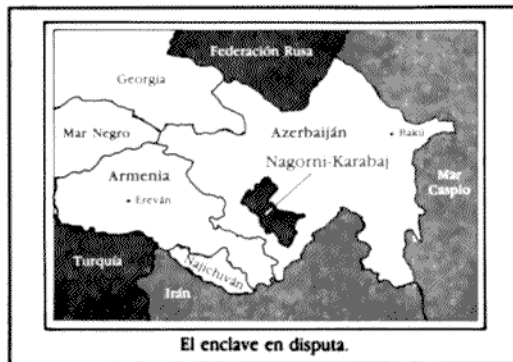 Federación Rusa
Georgia
Mar Negro
Azerbaiján
Bakú
Nagorni-Karabaj
Armenia
Ereván
Mar
Caspio
Turquía
Najicheván
Irán
El enclave en disputa.